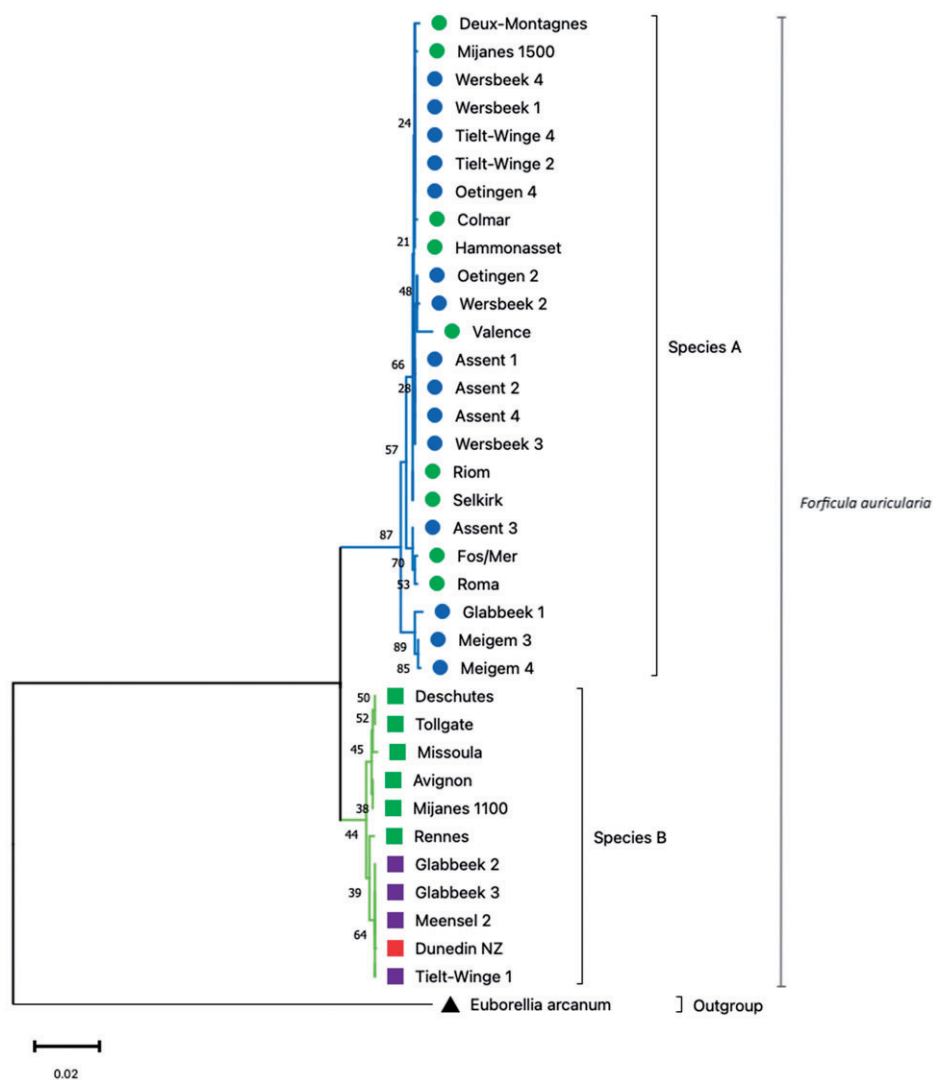 Deux-Montagnes
Mijanes 1500
Wersbeek 4
Wersbeek 1
24
Tielt-Winge 4
Tielt-Winge 2
Oetingen 4
Colmar
21
Hammonasset
Oetingen 2
48
Wersbeek 2
Valence
Species A
66
Assent 1
28
Assent 2
Assent 4
57
Wersbeek 3
Riom
Selkirk
Forficula auricularia
87
Assent 3
70
Fos/Mer
53
Roma
Glabbeek 1
89
Meigem 3
85
Meigem 4
50
Deschutes
52
Tollgate
45
Missoula
Avignon
38
Mijanes 1100
44
Rennes
Species B
Glabbeek 2
39
Glabbeek 3
Meensel 2
64
Dunedin NZ
Tielt-Winge 1
Euborellia arcanum
Outgroup
0.02